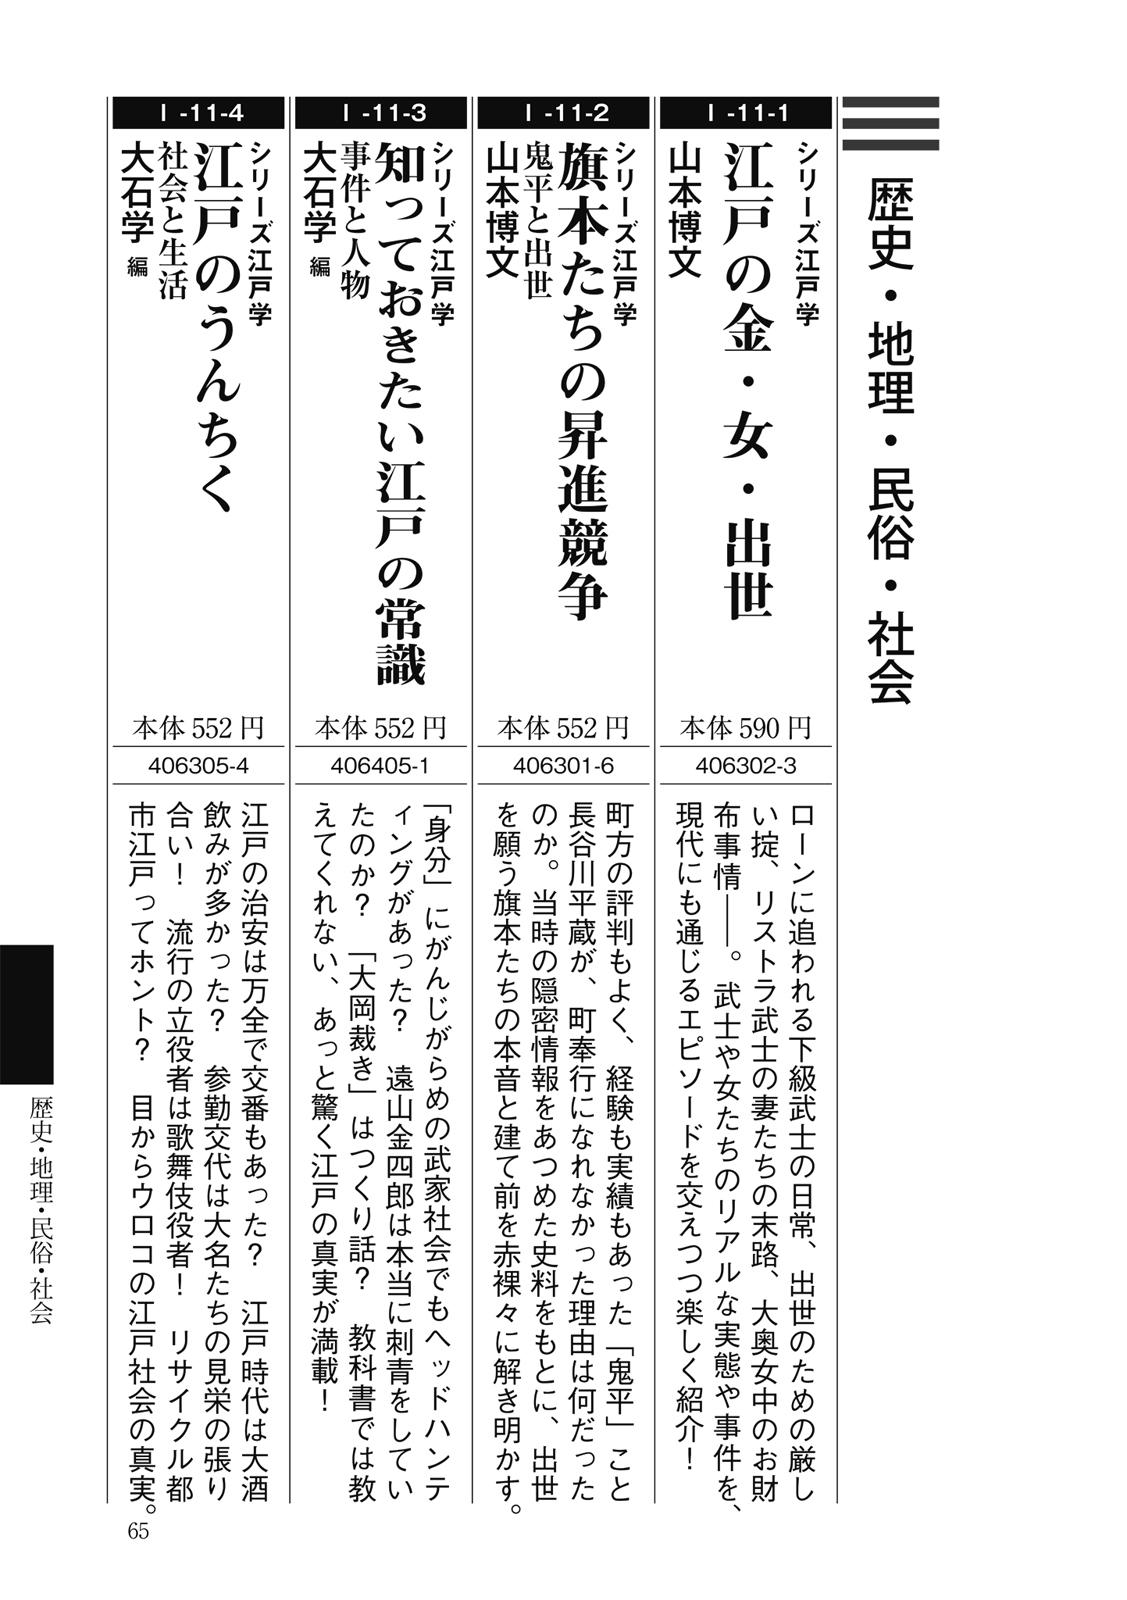 歴史・地理・民俗・社会
I-11-1
シリーズ江戸学
江戸の金・女・出世
山本博文
本体 590 円
406302-3
ローンに追われる下級武士の日常、出世のための厳し
い掟、リストラ武士の妻たちの末路、大奥女中のお財
布事情――。武士や女たちのリアルな実態や事件を、
現代にも通じるエピソードを交えつつ楽しく紹介！
I-11-2
シリーズ江戸学
旗本たちの昇進競争
鬼平と出世
山本博文
本体 552 円
406301-6
町方の評判もよく、経験も実績もあった「鬼平」こと
長谷川平蔵が、町奉行になれなかった理由は何だった
のか。当時の隠密情報をあつめた史料をもとに、出世
を願う旗本たちの本音と建て前を赤裸々に解き明かす。
I-11-3
シリーズ江戸学
知っておきたい江戸の常識
事件と人物
大石学 編
本体 552 円
406405-1
「身分」にがんじがらめの武家社会でもヘッドハンテ
ィングがあった？　遠山金四郎は本当に刺青をしてい
たのか？　「大岡裁き」はつくり話？　教科書では教
えてくれない、あっと驚く江戸の真実が満載！
I-11-4
シリーズ江戸学
江戸のうんちく
社会と生活
大石学 編
本体 552 円
406305-4
江戸の治安は万全で交番もあった？　江戸時代は大酒
飲みが多かった？　参勤交代は大名たちの見栄の張り
合い！　流行の立役者は歌舞伎役者！　リサイクル都
市江戸ってホント？　目からウロコの江戸社会の真実。
歴史・地理・民俗・社会
65